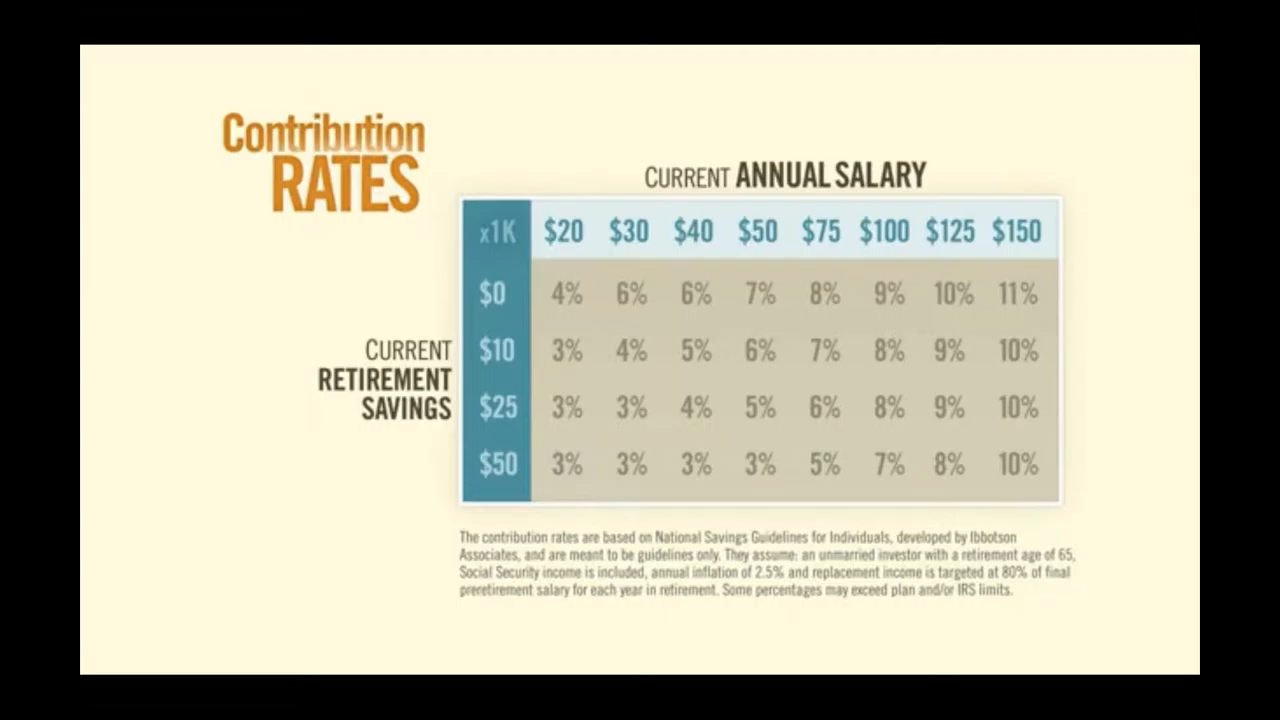 Contribution
RATES
CURRENT ANNUAL SALARY
x1K $20 $30 $40 $50 $75 $100 $125 $150
$0 4% 6% 6% 7% 8% 9% 10% 11%
CURRENT
RETIREMENT
SAVINGS
$10 3% 4% 5% 6% 7% 8% 9% 10%
$25 3% 3% 4% 5% 6% 8% 9% 10%
$50 3% 3% 3% 3% 5% 7% 8% 10%
The contribution rates are based on National Savings Guidelines for Individuals, developed by Ibbotson
Associates, and are meant to be guidelines only. They assume: an unmarried investor with a retirement age of 65,
Social Security income is included, annual inflation of 2.5% and replacement income is targeted at 80% of final
preretirement salary for each year in retirement. Some percentages may exceed plan and/or IRS limits.